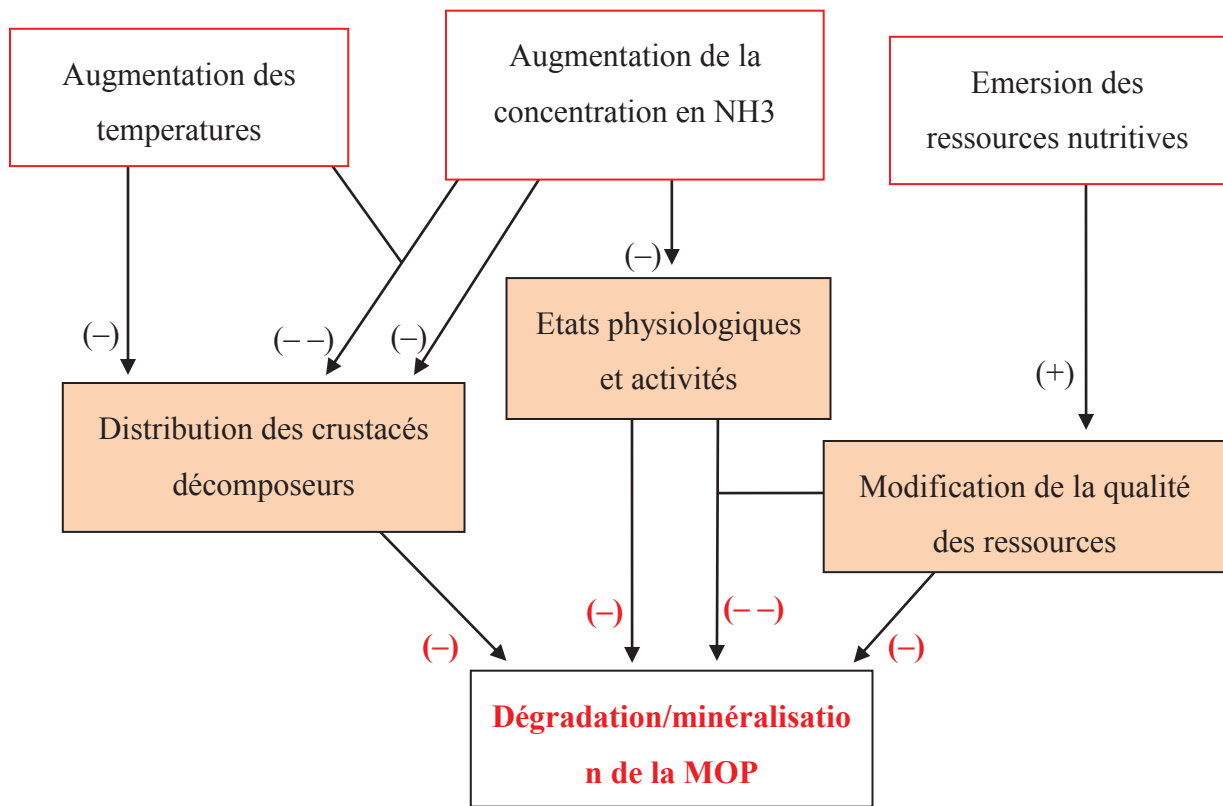 Augmentation des
temperatures
Augmentation de la
concentration en NH3
Emersion des
ressources nutritives
(–)
(– –)
(–)
(–)
(+)
Etats physiologiques
et activités
Distribution des crustacés
décomposeurs
Modification de la qualité
des ressources
(–)
(–)
(– –)
(–)
Dégradation/minéralisatio
n de la MOP